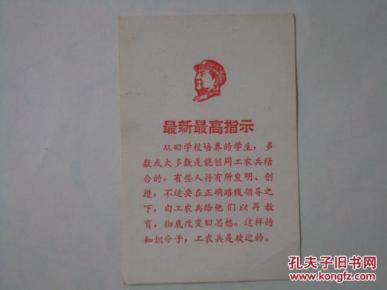 最新最高指示
从旧学校培养的学生，多
数或大多数是能够同工农兵结
合的，有些人并有所发明、创
造，不过要在正确路线领导之
下，由工农兵给他们以再教
育，彻底改变旧思想。这样的
知识分子，工农兵是欢迎的。
孔夫子旧书网